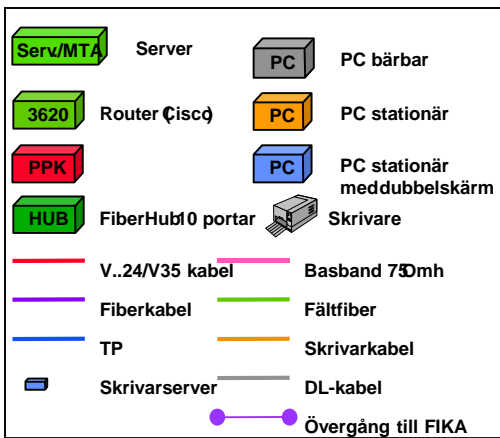 Serv./MTA Server
PC PC bärbar
3620 Router (Cisco)
PC PC stationär
PPK
PC PC stationär
meddubbelskärm
HUB FiberHub10 portar
Skrivare
V..24/V35 kabel
Basband 75Omh
Fiberkabel
Fältfiber
TP
Skrivarkabel
Skrivarserver
DL-kabel
Övergång till FIKA